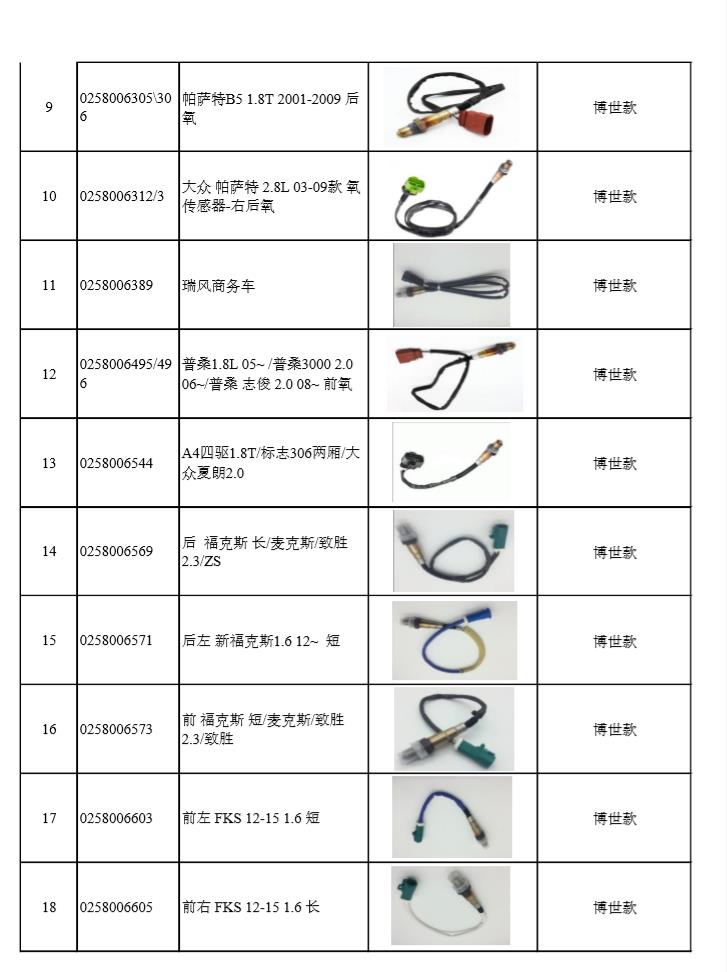 9
0258006305\30
6
帕萨特B5 1.8T 2001-2009 后
氧
博世款
10
0258006312/3
大众 帕萨特 2.8L 03-09款 氧
传感器-右后氧
博世款
11
0258006389
瑞风商务车
博世款
12
0258006495/49
6
普桑1.8L 05~ /普桑3000 2.0
06~/普桑 志俊 2.0 08~ 前氧
博世款
13
0258006544
A4四驱1.8T/标志306两厢/大
众夏朗2.0
博世款
14
0258006569
后 福克斯 长/麦克斯/致胜
2.3/ZS
博世款
15
0258006571
后左 新福克斯1.6 12~ 短
博世款
16
0258006573
前 福克斯 短/麦克斯/致胜
2.3/致胜
博世款
17
0258006603
前左 FKS 12-15 1.6 短
博世款
18
0258006605
前右 FKS 12-15 1.6 长
博世款